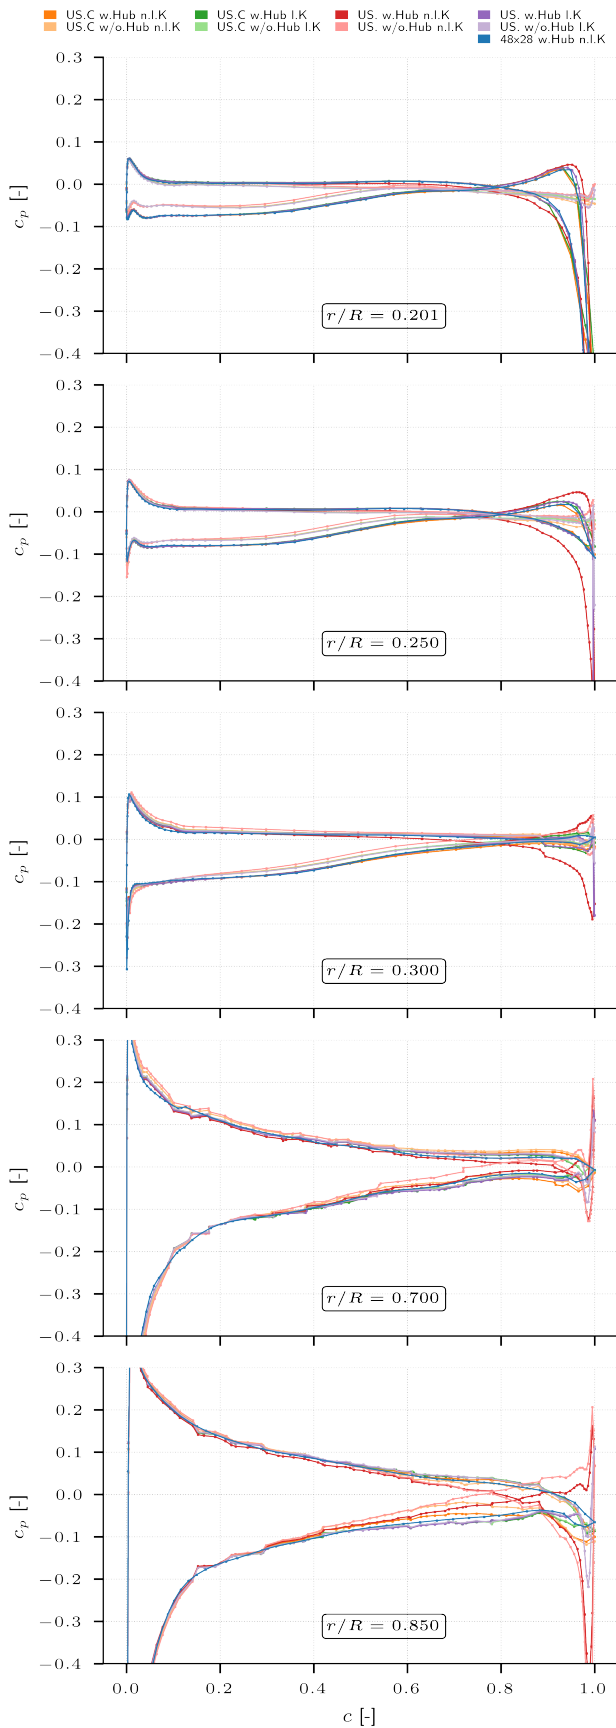 US.C w.Hub n.I.K US.C w.Hub I.K US. w.Hub n.I.K US. w.Hub I.K
US.C w/o.Hub n.I.K US.C w/o.Hub I.K US. w/o.Hub n.I.K US. w/o.Hub I.K
48x28 w.Hub n.I.K
0.3
0.2
0.1
0.0
−0.1
−0.2
−0.3
−0.4
c_p [-]
r/R = 0.201
0.3
0.2
0.1
0.0
−0.1
−0.2
−0.3
−0.4
c_p [-]
r/R = 0.250
0.3
0.2
0.1
0.0
−0.1
−0.2
−0.3
−0.4
c_p [-]
r/R = 0.300
0.3
0.2
0.1
0.0
−0.1
−0.2
−0.3
−0.4
c_p [-]
r/R = 0.700
0.3
0.2
0.1
0.0
−0.1
−0.2
−0.3
−0.4
c_p [-]
r/R = 0.850
0.0 0.2 0.4 0.6 0.8 1.0
c [-]